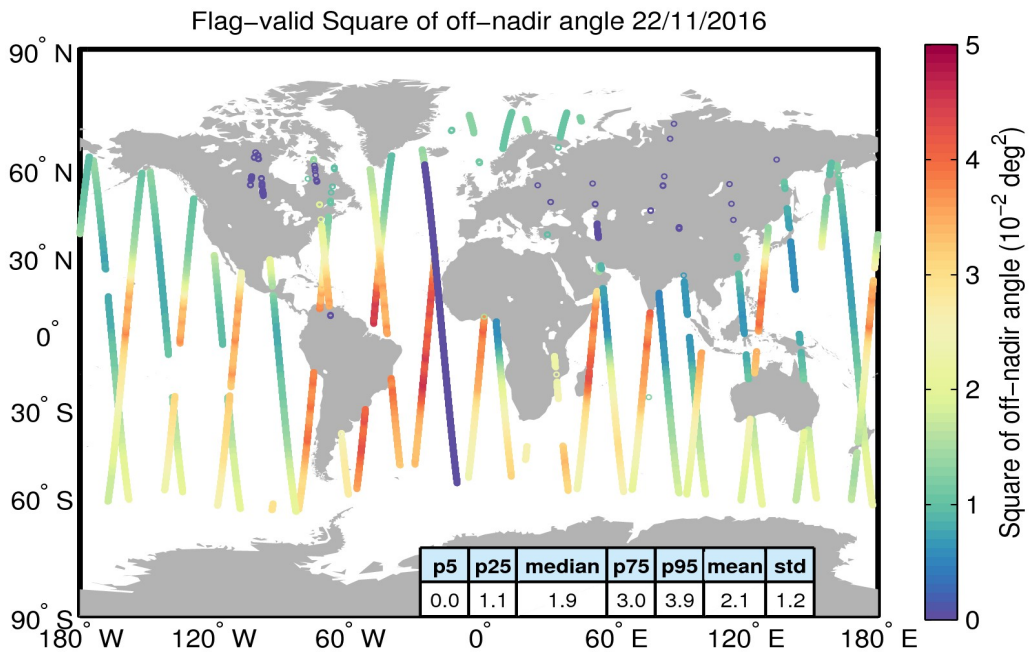 Flag-valid Square of off-nadir angle 22/11/2016
90° N
60° N
30° N
0°
30° S
60° S
90° S
180° W
120° W
60° W
0°
60° E
120° E
180° E
p5 p25 median p75 p95 mean std
0.0 1.1 1.9 3.0 3.9 2.1 1.2
5
4
3
2
1
0
Square of off-nadir angle (10⁻² deg²)